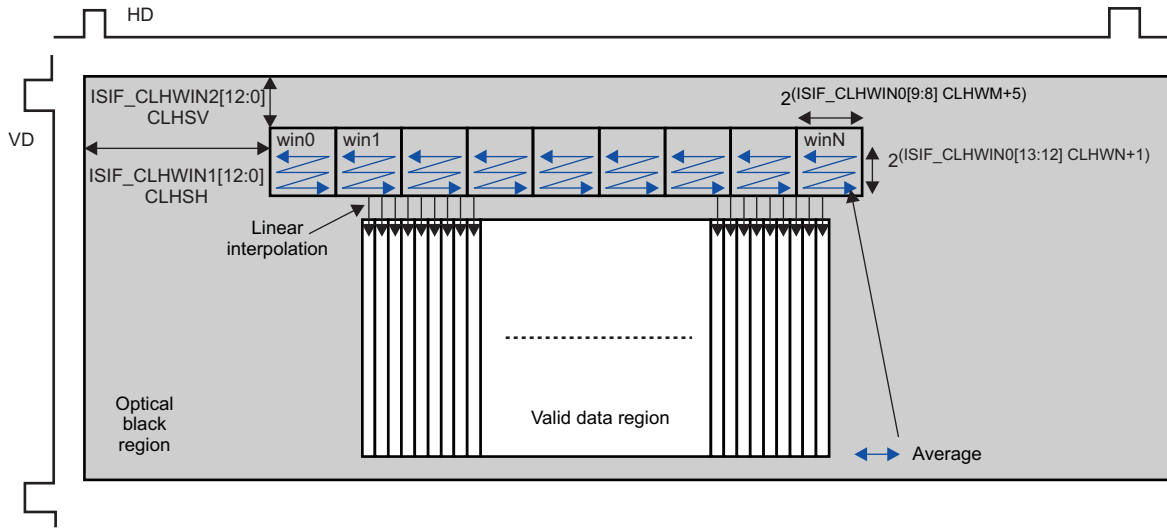 HD
VD
ISIF_CLHWIN2[12:0]
CLHSV
ISIF_CLHWIN1[12:0]
CLHSH
win0
win1
winN
2(ISIF_CLHWIN0[9:8] CLHWM+5)
2(ISIF_CLHWIN0[13:12] CLHWN+1)
Linear
interpolation
Optical
black
region
Valid data region
Average